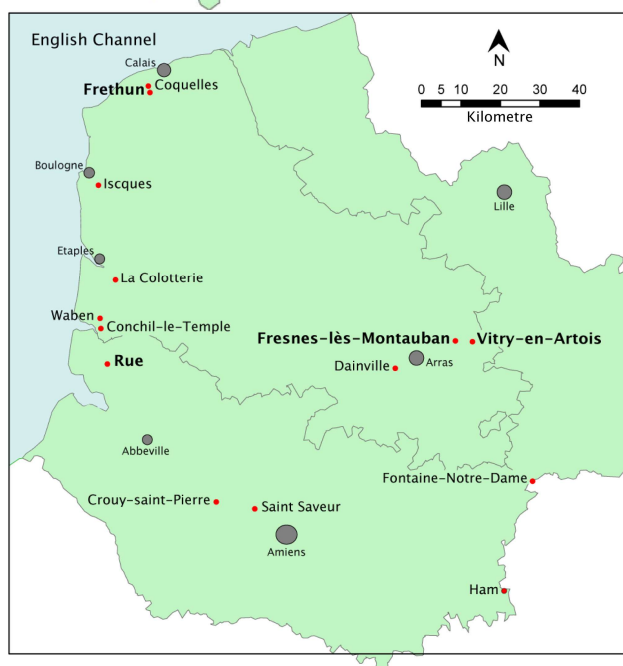 English Channel
Calais
Coquelles
Frethun
N
0 5 10 20 30 40
Kilometre
Boulogne
Iscques
Lille
Etaples
La Colotterie
Waben
Conchil-le-Temple
Fresnes-lès-Montauban
Vitry-en-Artois
Rue
Dainville
Arras
Abbeville
Fontaine-Notre-Dame
Crouy-saint-Pierre
Saint Saveur
Amiens
Ham